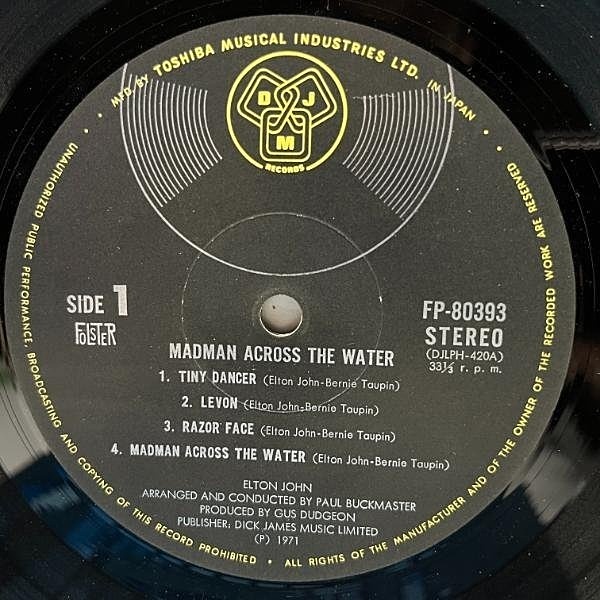 • MFD. BY TOSHIBA MUSICAL INDUSTRIES LTD. IN JAPAN •
D J
M
RECORDS
SIDE 1
FOLSTER
FP-80393
STEREO
(DJLPH-420A)
33⅓ r. p. m.
MADMAN ACROSS THE WATER
1. TINY DANCER (Elton John-Bernie Taupin)
2. LEVON (Elton John-Bernie Taupin)
3. RAZOR FACE (Elton John-Bernie Taupin)
4. MADMAN ACROSS THE WATER (Elton John-Bernie Taupin)
ELTON JOHN
ARRANGED AND CONDUCTED BY PAUL BUCKMASTER
PRODUCED BY GUS DUDGEON
PUBLISHER: DICK JAMES MUSIC LIMITED
(P) 1971
UNAUTHORIZED PUBLIC PERFORMANCE, BROADCASTING AND COPYING OF THIS RECORD PROHIBITED • ALL RIGHTS OF THE MANUFACTURER AND OF THE OWNER OF THE RECORDED WORK ARE RESERVED